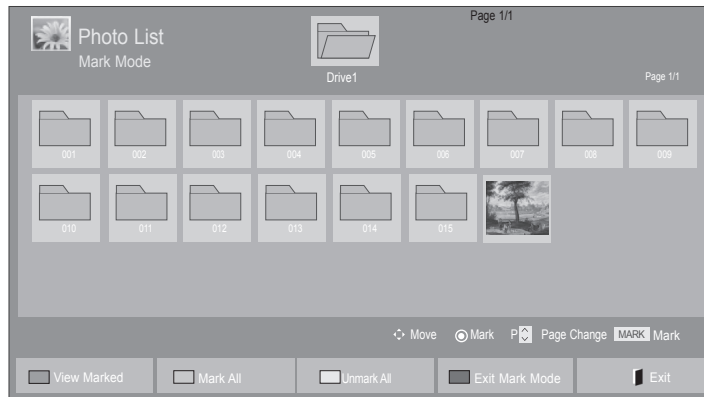 Page 1/1
Photo List
Mark Mode
Drive1
Page 1/1
001 002 003 004 005 006 007 008 009
010 011 012 013 014 015
Move Mark P Page Change MARK Mark
View Marked Mark All Unmark All Exit Mark Mode Exit